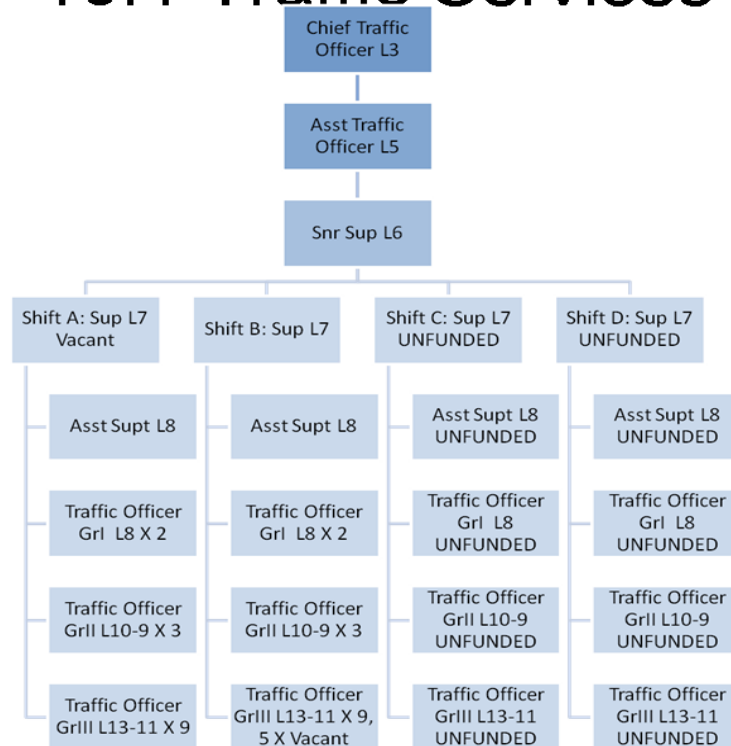 Traffic Services
Chief Traffic
Officer L3
Asst Traffic
Officer L5
Snr Sup L6
Shift A: Sup L7
Vacant
Shift B: Sup L7
Shift C: Sup L7
UNFUNDED
Shift D: Sup L7
UNFUNDED
Asst Supt L8
Asst Supt L8
Asst Supt L8
UNFUNDED
Asst Supt L8
UNFUNDED
Traffic Officer
GrI  L8 X 2
Traffic Officer
GrI  L8 X 2
Traffic Officer
GrI  L8
UNFUNDED
Traffic Officer
GrI  L8
UNFUNDED
Traffic Officer
GrII L10-9 X 3
Traffic Officer
GrII L10-9 X 3
Traffic Officer
GrII L10-9
UNFUNDED
Traffic Officer
GrII L10-9
UNFUNDED
Traffic Officer
GrIII L13-11 X 9
Traffic Officer
GrIII L13-11 X 9,
5 X Vacant
Traffic Officer
GrIII L13-11
UNFUNDED
Traffic Officer
GrIII L13-11
UNFUNDED